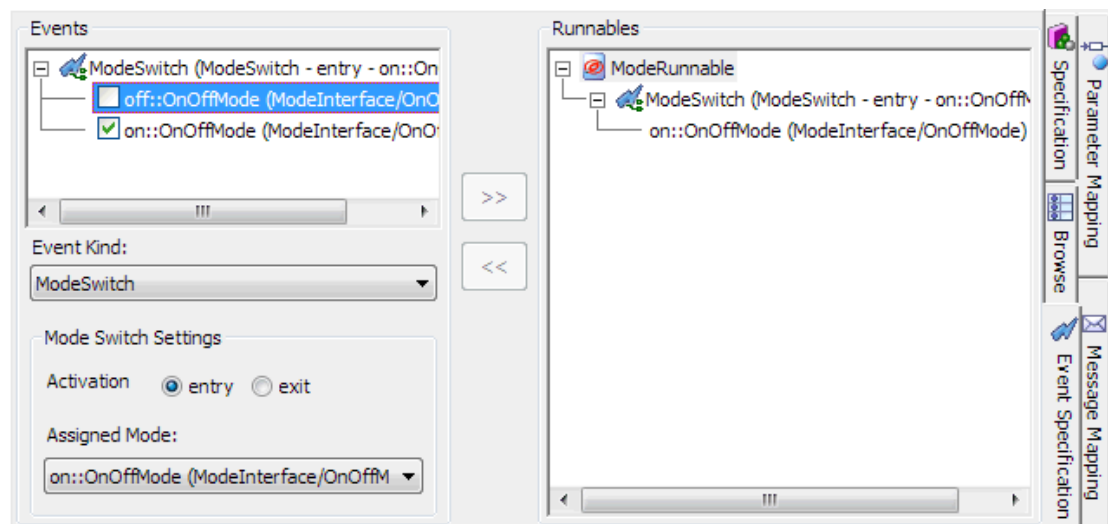 Events
ModeSwitch (ModeSwitch - entry - on::On
off::OnOffMode (ModeInterface/OnO
on::OnOffMode (ModeInterface/OnO
Event Kind:
ModeSwitch
Mode Switch Settings
Activation entry exit
Assigned Mode:
on::OnOffMode (ModeInterface/OnOffM
>>
<<
Runnables
ModeRunnable
ModeSwitch (ModeSwitch - entry - on::OnOffM
on::OnOffMode (ModeInterface/OnOffMode)
Specification
Browse
Event Specification
Parameter Mapping
Message Mapping